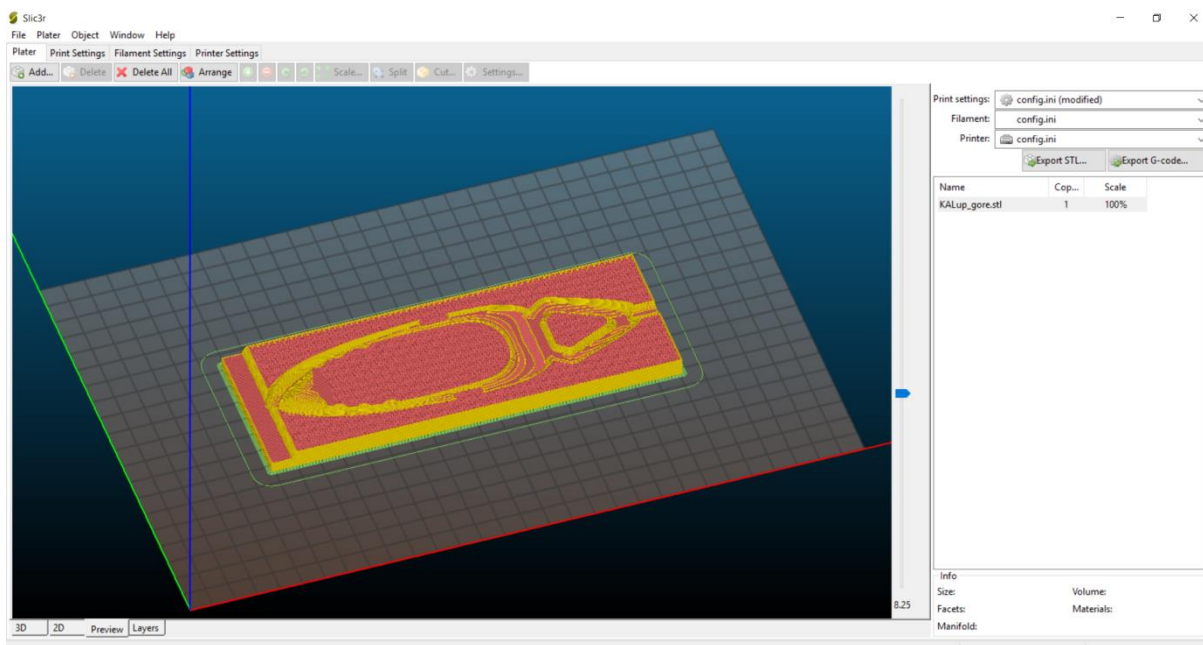 Slic3r
File Plater Object Window Help
Plater Print Settings Filament Settings Printer Settings
Add... Delete Delete All Arrange Scale... Split Cut... Settings...
Print settings: config.ini (modified)
Filament: config.ini
Printer: config.ini
Export STL... Export G-code...
Name Cop... Scale
KALup_gore.stl 1 100%
Info
Size: Volume:
8.25
Facets: Materials:
Manifold:
3D 2D Preview Layers